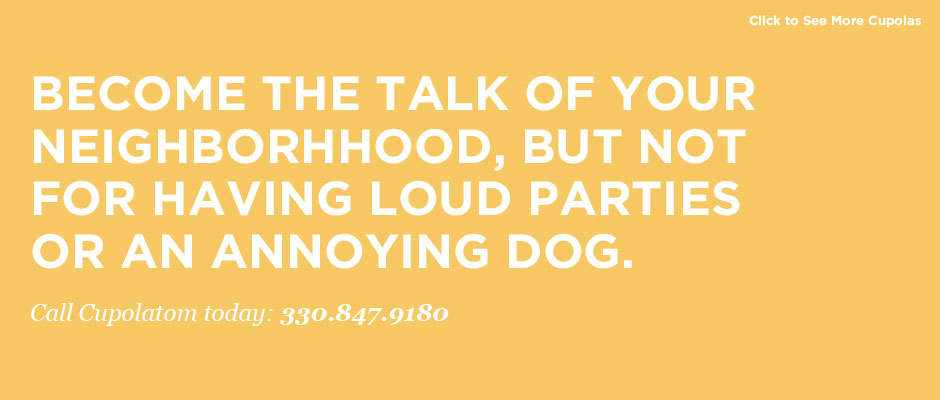 Click to See More Cupolas
BECOME THE TALK OF YOUR
NEIGHBORHHOOD, BUT NOT
FOR HAVING LOUD PARTIES
OR AN ANNOYING DOG.
Call Cupolatom today: 330.847.9180